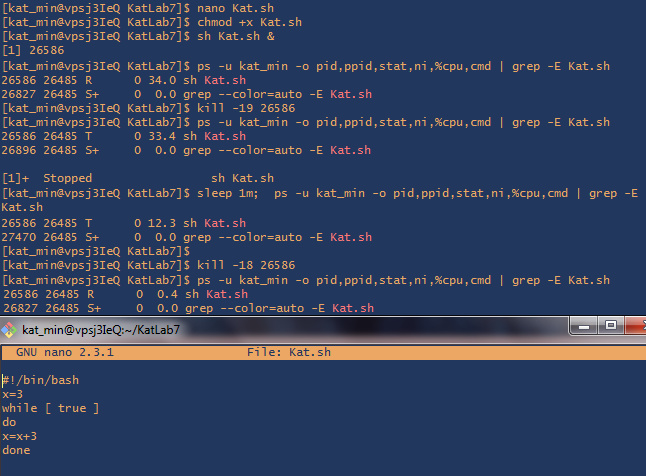 [kat_min@vpsj3IeQ KatLab7]$ nano Kat.sh
[kat_min@vpsj3IeQ KatLab7]$ chmod +x Kat.sh
[kat_min@vpsj3IeQ KatLab7]$ sh Kat.sh &
[1] 26586
[kat_min@vpsj3IeQ KatLab7]$ ps -u kat_min -o pid,ppid,stat,ni,%cpu,cmd | grep -E Kat.sh
26586 26485 R 0 34.0 sh Kat.sh
26827 26485 S+ 0 0.0 grep --color=auto -E Kat.sh
[kat_min@vpsj3IeQ KatLab7]$ kill -19 26586
[kat_min@vpsj3IeQ KatLab7]$ ps -u kat_min -o pid,ppid,stat,ni,%cpu,cmd | grep -E Kat.sh
26586 26485 T 0 33.4 sh Kat.sh
26896 26485 S+ 0 0.0 grep --color=auto -E Kat.sh
[1]+ Stopped sh Kat.sh
[kat_min@vpsj3IeQ KatLab7]$ sleep 1m; ps -u kat_min -o pid,ppid,stat,ni,%cpu,cmd | grep -E
Kat.sh
26586 26485 T 0 12.3 sh Kat.sh
27470 26485 S+ 0 0.0 grep --color=auto -E Kat.sh
[kat_min@vpsj3IeQ KatLab7]$
[kat_min@vpsj3IeQ KatLab7]$ kill -18 26586
[kat_min@vpsj3IeQ KatLab7]$ ps -u kat_min -o pid,ppid,stat,ni,%cpu,cmd | grep -E Kat.sh
26586 26485 R 0 0.4 sh Kat.sh
26827 26485 S+ 0 0.0 grep --color=auto -E Kat.sh
kat_min@vpsj3IeQ:~/KatLab7
GNU nano 2.3.1 File: Kat.sh
#!/bin/bash
x=3
while [ true ]
do
x=x+3
done